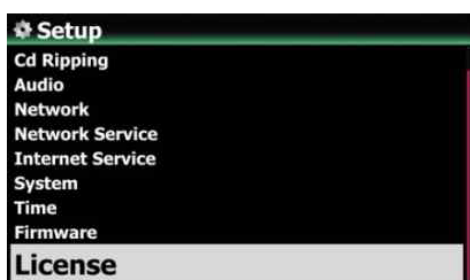 Setup
Cd Ripping
Audio
Network
Network Service
Internet Service
System
Time
Firmware
License